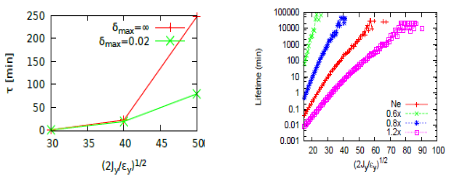 τ [min]
250
200
150
100
50
0
δmax=∞
δmax=0.02
30 40 50
(2Jy/εy)^1/2
Lifetime (min)
100000
10000
1000
100
10
1
0.1
0.01
0.001
Ne
0.6x
0.8x
1.2x
20 30 40 50 60 70 80 90 100
(2Jy/εy)^1/2